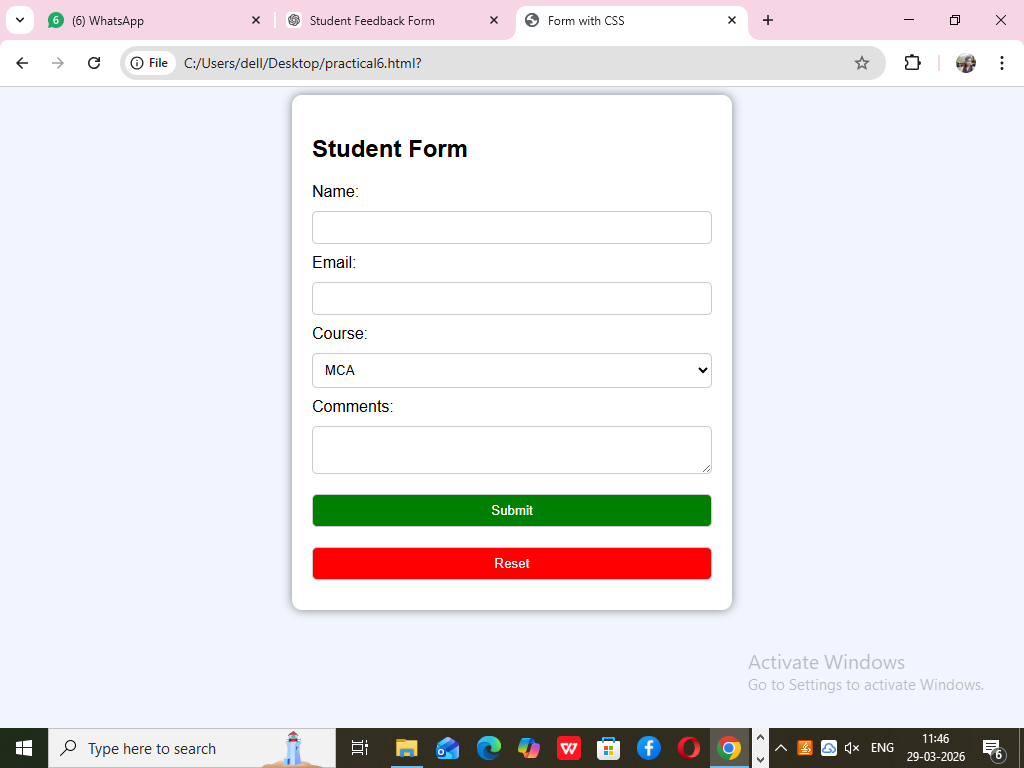 6 (6) WhatsApp
Student Feedback Form
Form with CSS
File C:/Users/dell/Desktop/practical6.html?
Student Form
Name:
Email:
Course:
MCA
Comments:
Submit
Reset
Activate Windows
Go to Settings to activate Windows.
Type here to search
W
ENG
11:46
29-03-2026
6